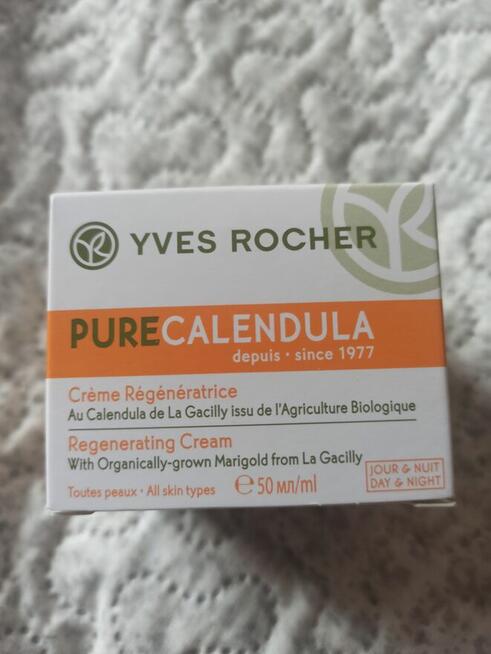 YVES ROCHER
PURECALENDULA
depuis · since 1977
Crème Régénératrice
Au Calendula de La Gacilly issu de l'Agriculture Biologique
Regenerating Cream
With Organically-grown Marigold from La Gacilly
JOUR & NUIT
DAY & NIGHT
Toutes peaux · All skin types ℮ 50 мл/ml